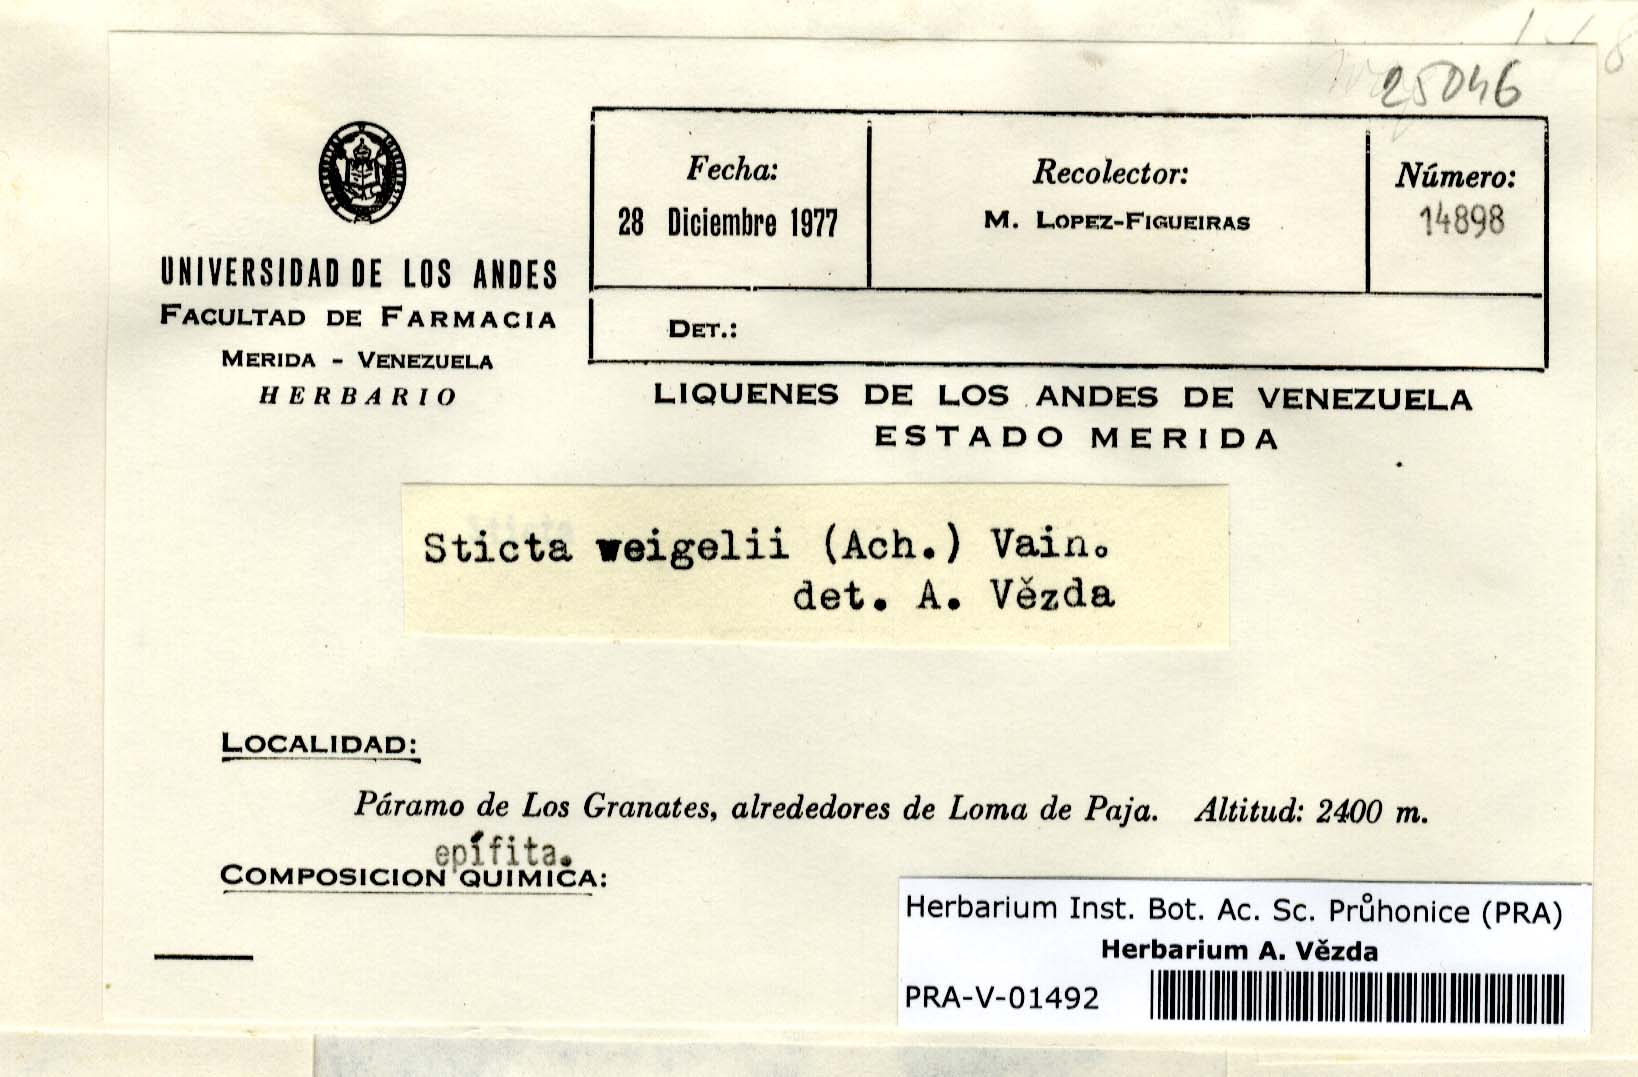 25046
Fecha:
28 Diciembre 1977
Recolector:
M. LOPEZ-FIGUEIRAS
Número:
14898
DET.:
UNIVERSIDAD DE LOS ANDES
FACULTAD DE FARMACIA
MERIDA - VENEZUELA
HERBARIO
LIQUENES DE LOS ANDES DE VENEZUELA
ESTADO MERIDA
Sticta weigelii (Ach.) Vain.
det. A. Vězda
LOCALIDAD:
Páramo de Los Granates, alrededores de Loma de Paja. Altitud: 2400 m.
epífita.
COMPOSICION QUIMICA:
Herbarium Inst. Bot. Ac. Sc. Průhonice (PRA)
Herbarium A. Vězda
PRA-V-01492